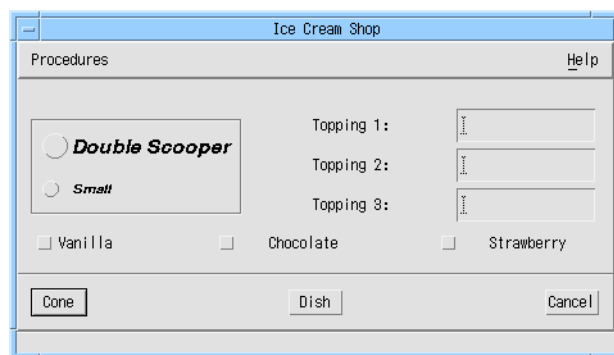 Ice Cream Shop
Procedures Help
Double Scooper
Small
Topping 1:
Topping 2:
Topping 3:
Vanilla Chocolate Strawberry
Cone Dish Cancel